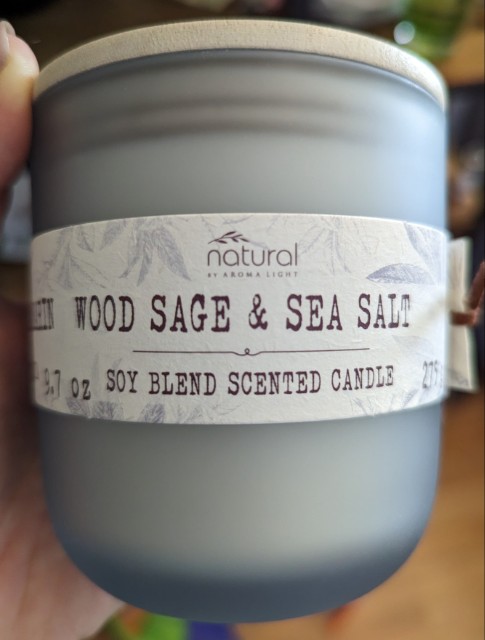 natural
BY AROMA LIGHT
WOOD SAGE & SEA SALT
9.7 oz SOY BLEND SCENTED CANDLE